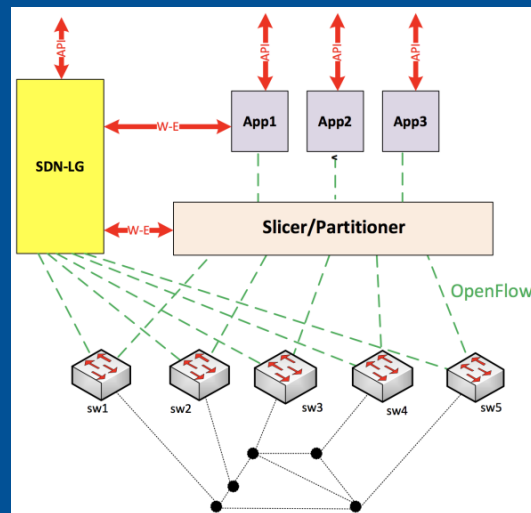 API
API
API
API
SDN-LG
W-E
App1
App2
App3
W-E
Slicer/Partitioner
OpenFlow
sw1
sw2
sw3
sw4
sw5